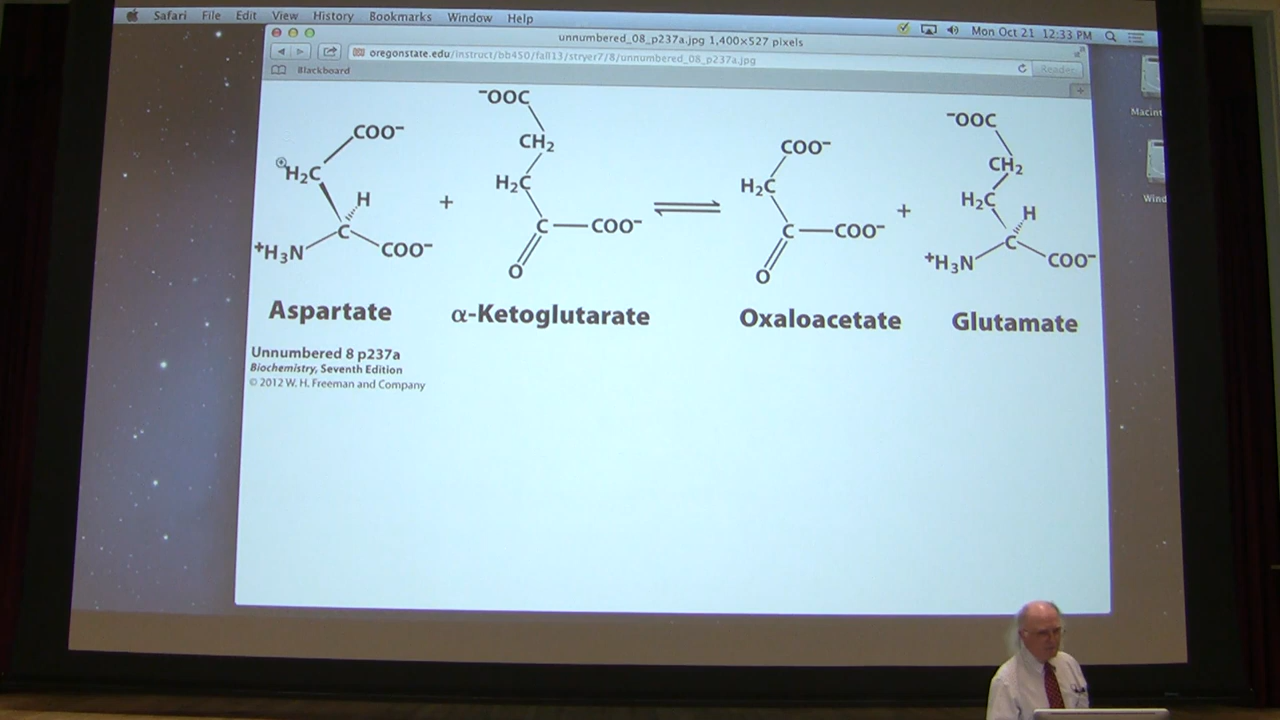 Safari File Edit View History Bookmarks Window Help Mon Oct 21 12:33 PM
unnumbered_08_p237a.jpg 1,400×527 pixels
oregonstate.edu/instruct/bb450/fall13/stryer7/8/unnumbered_08_p237a.jpg Reader
Blackboard
Macint
Wind
⁻OOC
CH₂
H₂C
COO⁻
H₂C
H
C
⁺H₃N
COO⁻
+
C
COO⁻
O
COO⁻
H₂C
C
COO⁻
O
+
⁻OOC
CH₂
H₂C
H
C
⁺H₃N
COO⁻
Aspartate α-Ketoglutarate Oxaloacetate Glutamate
Unnumbered 8 p237a
Biochemistry, Seventh Edition
© 2012 W. H. Freeman and Company